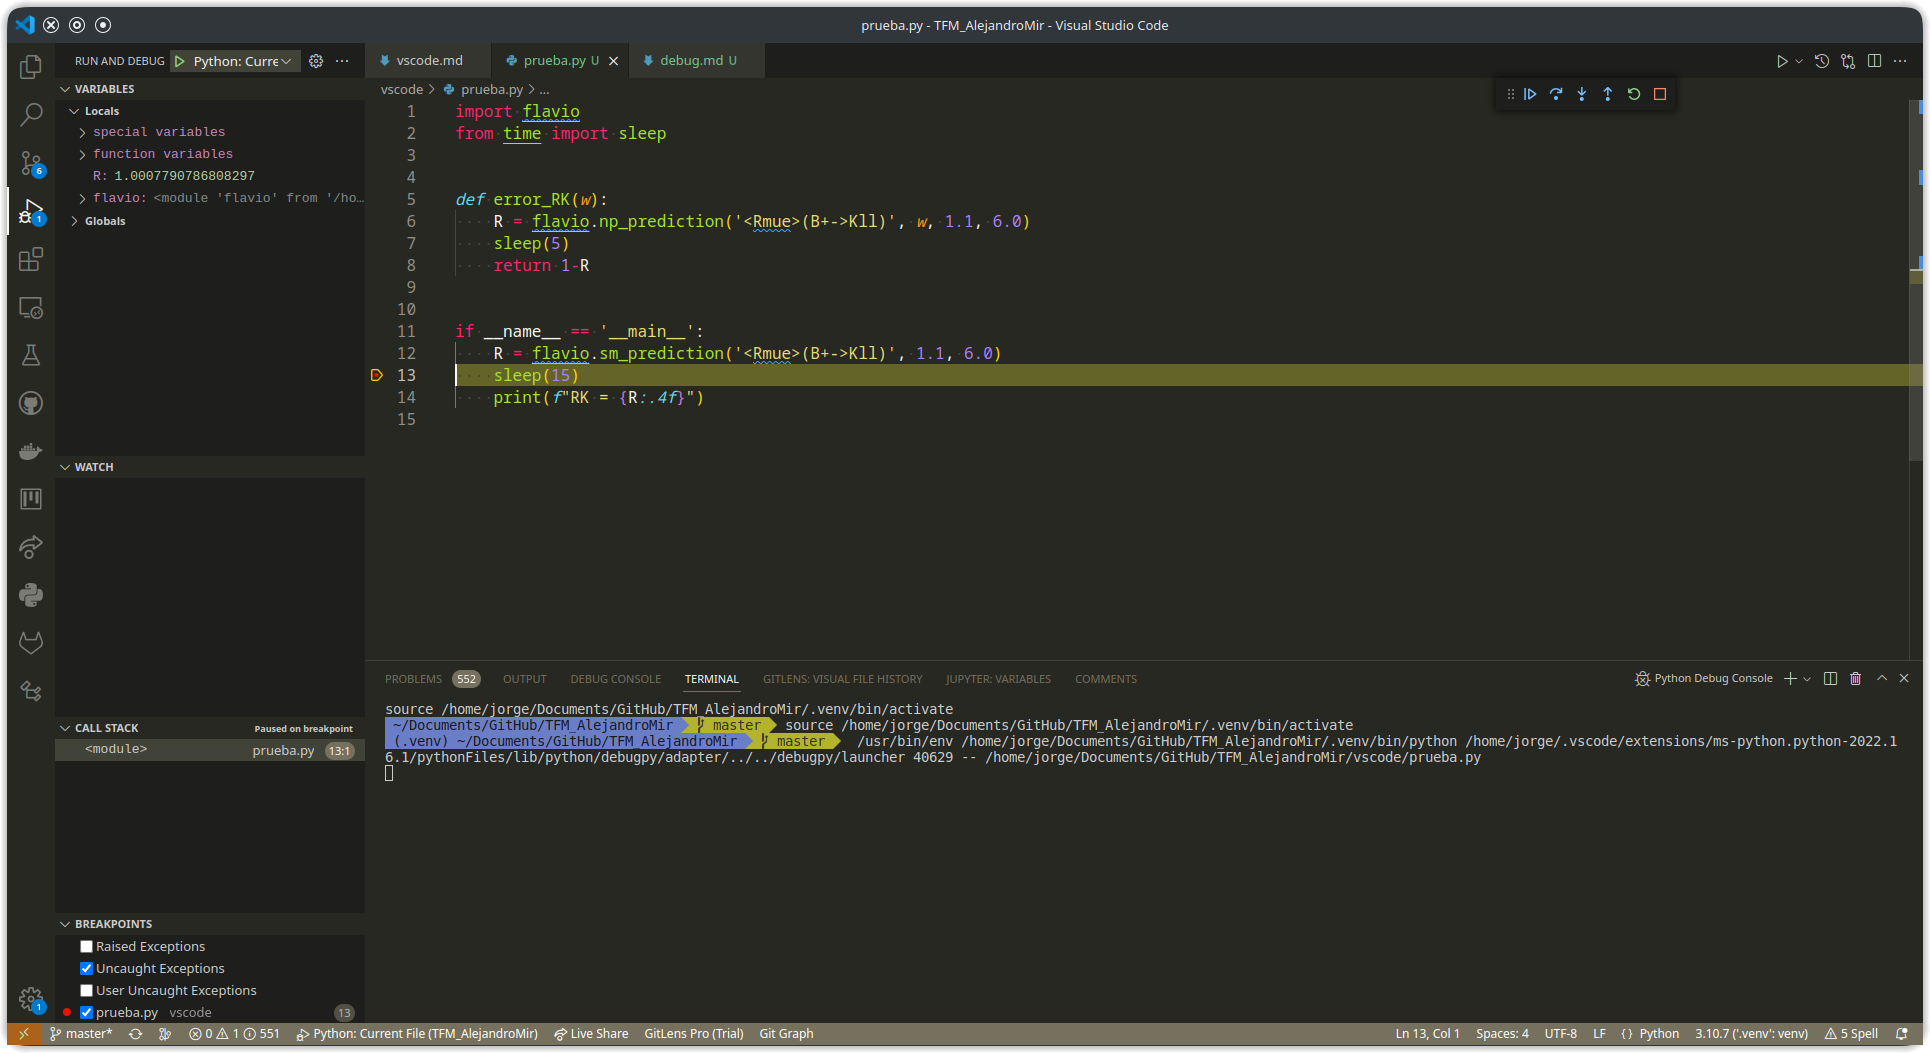 prueba.py - TFM_AlejandroMir - Visual Studio Code
RUN AND DEBUG
Python: Curre
vscode.md
prueba.py U
debug.md U
VARIABLES
Locals
special variables
function variables
R: 1.0007790786808297
flavio: <module 'flavio' from '/ho...
Globals
WATCH
CALL STACK
Paused on breakpoint
<module>
prueba.py
13:1
BREAKPOINTS
Raised Exceptions
Uncaught Exceptions
User Uncaught Exceptions
prueba.py vscode
13
6
1
1
vscode > prueba.py > ...
1 import flavio
2 from time import sleep
3
4
5 def error_RK(w):
6 R = flavio.np_prediction('<Rmue>(B+->Kll)', w, 1.1, 6.0)
7 sleep(5)
8 return 1-R
9
10
11 if __name__ == '__main__':
12 R = flavio.sm_prediction('<Rmue>(B+->Kll)', 1.1, 6.0)
13 sleep(15)
14 print(f"RK = {R:.4f}")
15
PROBLEMS 552 OUTPUT DEBUG CONSOLE TERMINAL GITLENS: VISUAL FILE HISTORY JUPYTER: VARIABLES COMMENTS
Python Debug Console
source /home/jorge/Documents/GitHub/TFM_AlejandroMir/.venv/bin/activate
~/Documents/GitHub/TFM_AlejandroMir master source /home/jorge/Documents/GitHub/TFM_AlejandroMir/.venv/bin/activate
(.venv) ~/Documents/GitHub/TFM_AlejandroMir master /usr/bin/env /home/jorge/Documents/GitHub/TFM_AlejandroMir/.venv/bin/python /home/jorge/.vscode/extensions/ms-python.python-2022.1
6.1/pythonFiles/lib/python/debugpy/adapter/../../debugpy/launcher 40629 -- /home/jorge/Documents/GitHub/TFM_AlejandroMir/vscode/prueba.py
master* 0 1 551 Python: Current File (TFM_AlejandroMir) Live Share GitLens Pro (Trial) Git Graph
Ln 13, Col 1 Spaces: 4 UTF-8 LF {} Python 3.10.7 ('.venv': venv) 5 Spell